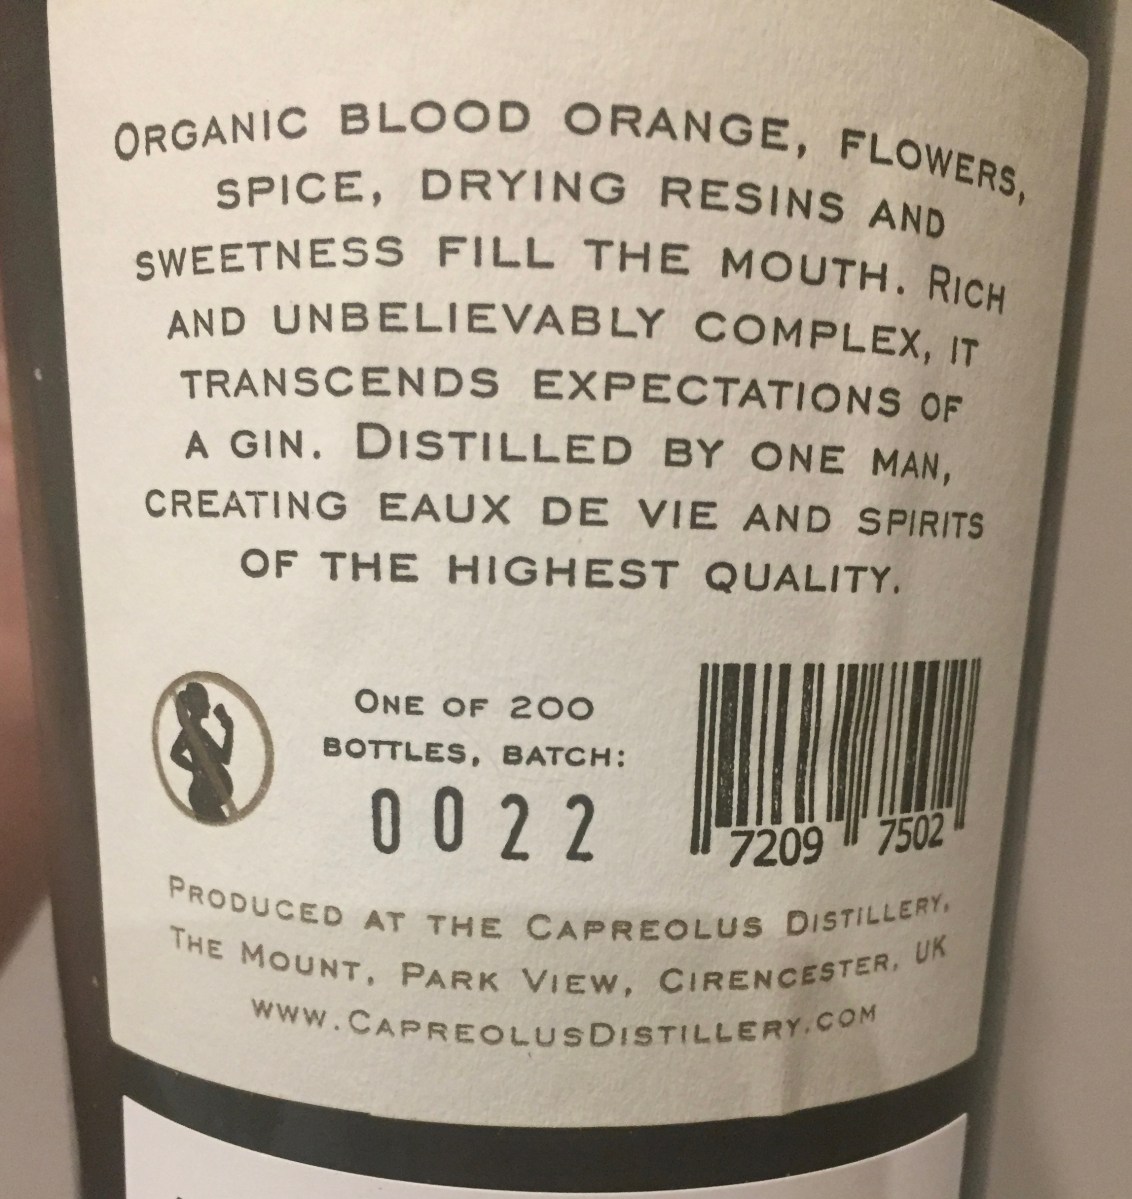 ORGANIC BLOOD ORANGE, FLOWERS,
SPICE, DRYING RESINS AND
SWEETNESS FILL THE MOUTH. RICH
AND UNBELIEVABLY COMPLEX, IT
TRANSCENDS EXPECTATIONS OF
A GIN. DISTILLED BY ONE MAN,
CREATING EAUX DE VIE AND SPIRITS
OF THE HIGHEST QUALITY.
ONE OF 200
BOTTLES, BATCH:
0022
7209 7502
PRODUCED AT THE CAPREOLUS DISTILLERY,
THE MOUNT, PARK VIEW, CIRENCESTER, UK
WWW.CAPREOLUSDISTILLERY.COM